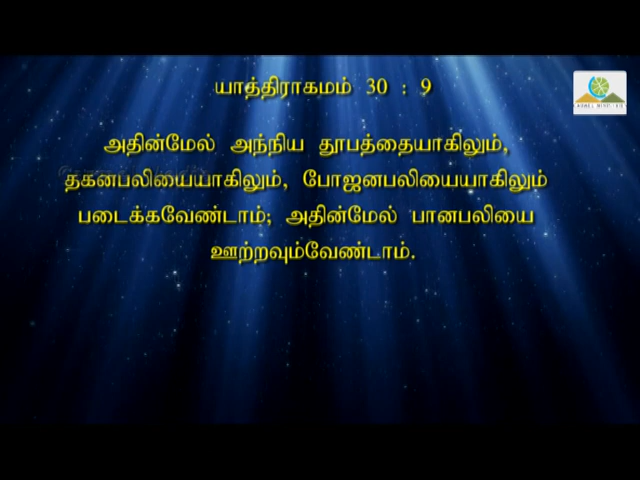 யாத்திராகமம் 30 : 9
அதின்மேல் அந்நிய தூபத்தையாகிலும்,
தகனபலியையாகிலும், போஜனபலியையாகிலும்
படைக்கவேண்டாம்; அதின்மேல் பானபலியை
ஊற்றவும்வேண்டாம்.